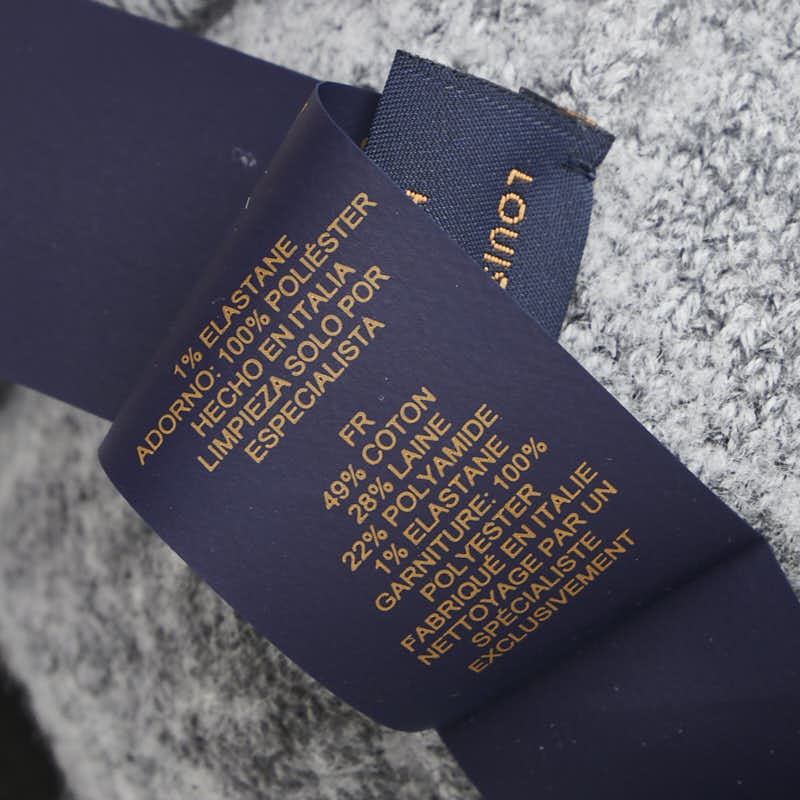 1% ELASTANE
ADORNO: 100% POLIÉSTER
HECHO EN ITALIA
LIMPIEZA SOLO POR
ESPECIALISTA
FR
49% COTON
28% LAINE
22% POLYAMIDE
1% ELASTANE
GARNITURE: 100%
POLYESTER
FABRIQUÉ EN ITALIE
NETTOYAGE PAR UN
SPÉCIALISTE
EXCLUSIVEMENT
LOUIS